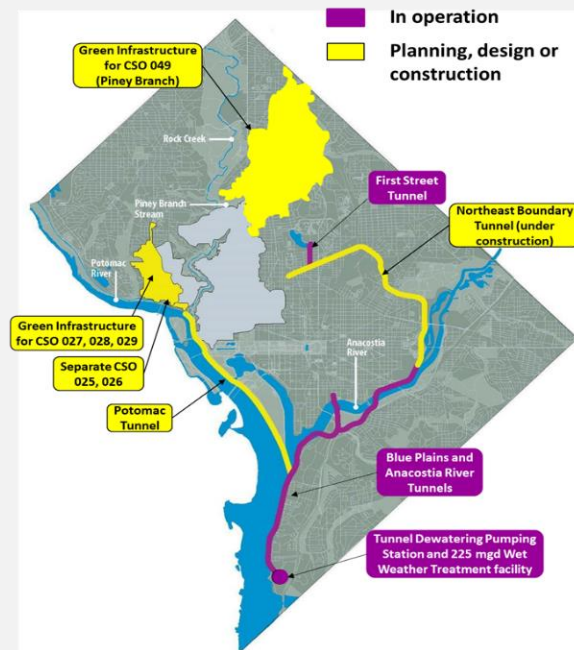 In operation
Planning, design or
construction
Green Infrastructure
for CSO 049
(Piney Branch)
Rock Creek
First Street
Tunnel
Piney Branch
Stream
Northeast Boundary
Tunnel (under
construction)
Potomac
River
Green Infrastructure
for CSO 027, 028, 029
Anacostia
River
Separate CSO
025, 026
Potomac
Tunnel
Blue Plains and
Anacostia River
Tunnels
Tunnel Dewatering Pumping
Station and 225 mgd Wet
Weather Treatment facility